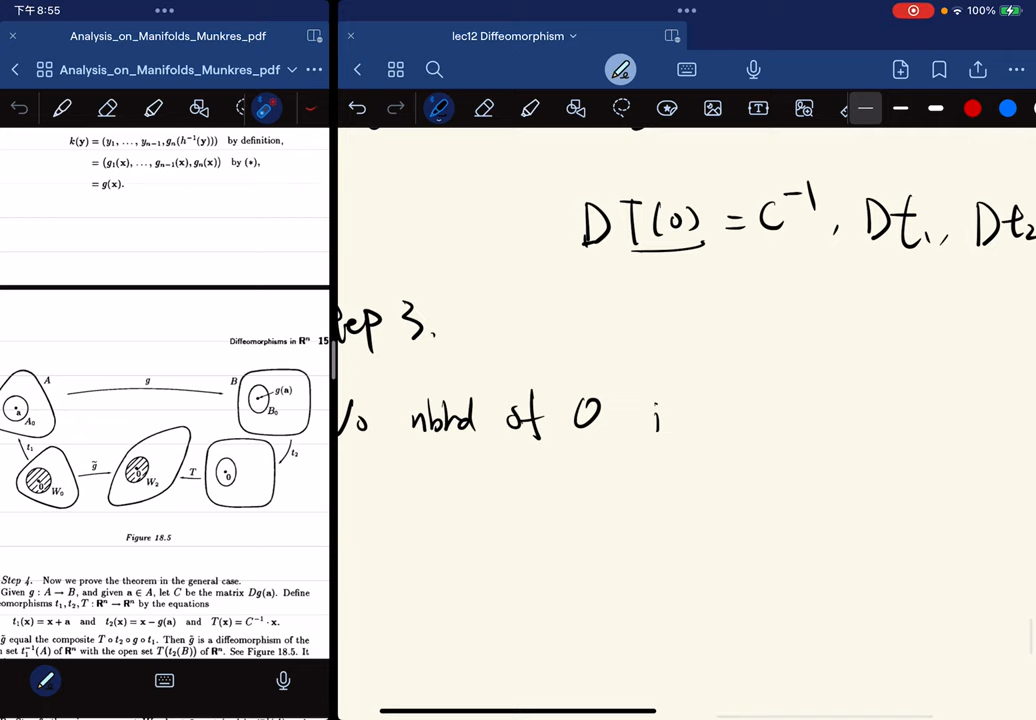 下午 8:55
100%
Analysis_on_Manifolds_Munkres_pdf
lec12 Diffeomorphism
Analysis_on_Manifolds_Munkres_pdf
k(y) = (y₁, . . . , yₙ₋₁, gₙ(h⁻¹(y))) by definition,
= (g₁(x), . . . , gₙ₋₁(x), gₙ(x)) by (*),
= g(x).
Diffeomorphisms in Rⁿ 15
A g B
a A₀ g(a) B₀
t₁ t₂
0 W₀ g̃ 0 W₂ T 0
Figure 18.5
Step 4. Now we prove the theorem in the general case.
Given g : A → B, and given a ∈ A, let C be the matrix Dg(a). Define
eomorphisms t₁, t₂, T : Rⁿ → Rⁿ by the equations
t₁(x) = x + a and t₂(x) = x − g(a) and T(x) = C⁻¹ · x.
g̃ equal the composite T ∘ t₂ ∘ g ∘ t₁. Then g̃ is a diffeomorphism of the
n set t₁⁻¹(A) of Rⁿ with the open set T(t₂(B)) of Rⁿ. See Figure 18.5. It
DT(0) = C⁻¹, Dt₁, Dt₂
tep 3.
nbhd of 0 i